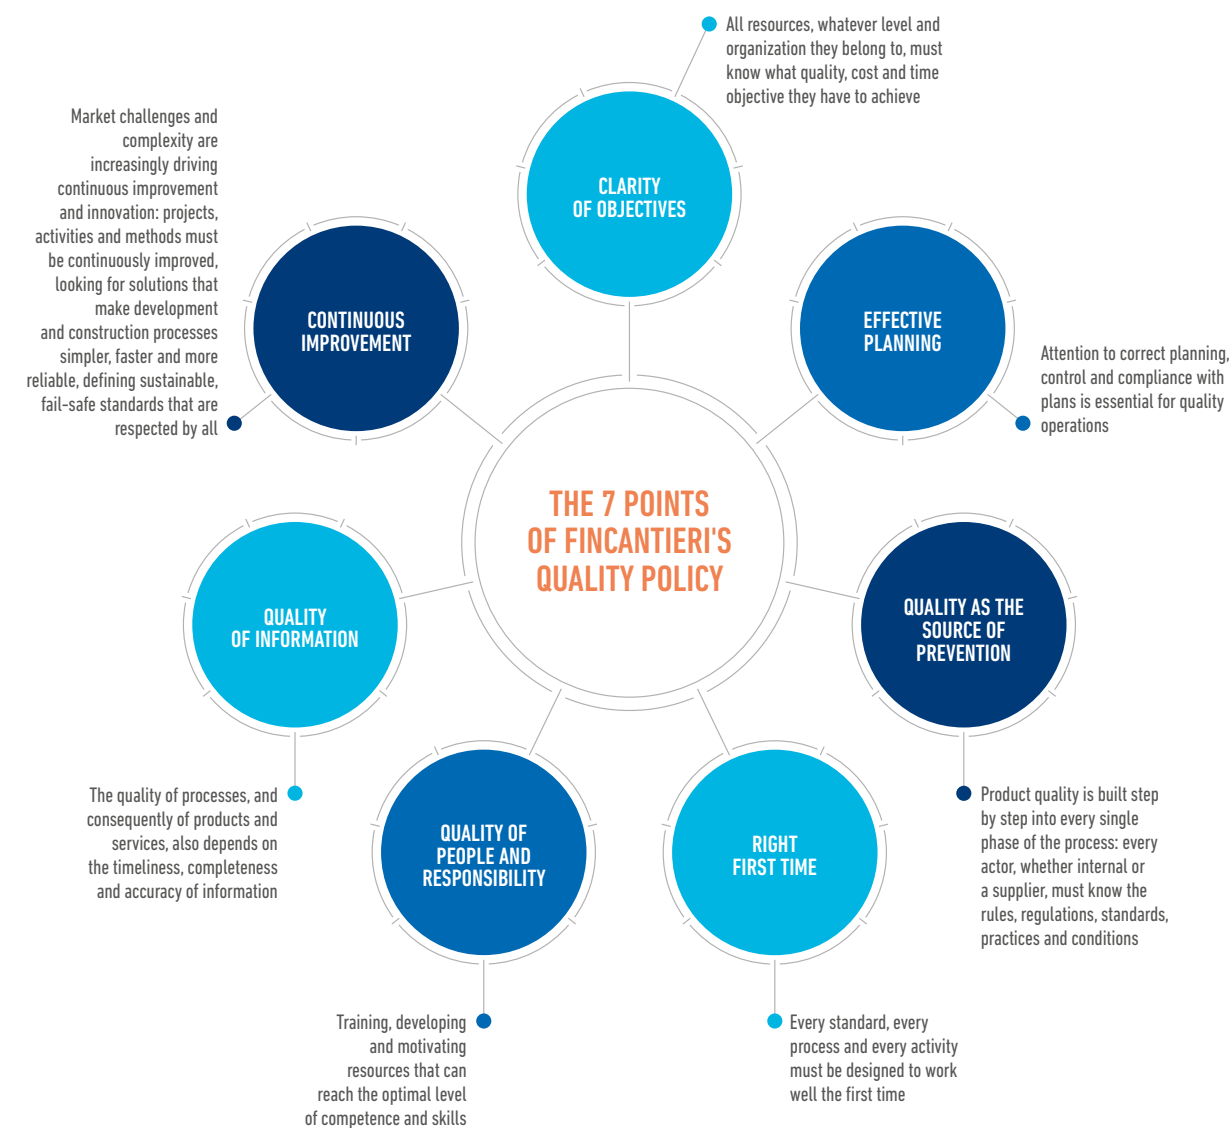 THE 7 POINTS
OF FINCANTIERI'S
QUALITY POLICY
CLARITY
OF OBJECTIVES
All resources, whatever level and
organization they belong to, must
know what quality, cost and time
objective they have to achieve
EFFECTIVE
PLANNING
Attention to correct planning,
control and compliance with
plans is essential for quality
operations
QUALITY AS THE
SOURCE OF
PREVENTION
Product quality is built step
by step into every single
phase of the process: every
actor, whether internal or
a supplier, must know the
rules, regulations, standards,
practices and conditions
RIGHT
FIRST TIME
Every standard, every
process and every activity
must be designed to work
well the first time
QUALITY OF
PEOPLE AND
RESPONSIBILITY
Training, developing
and motivating
resources that can
reach the optimal level
of competence and skills
QUALITY
OF INFORMATION
The quality of processes, and
consequently of products and
services, also depends on
the timeliness, completeness
and accuracy of information
CONTINUOUS
IMPROVEMENT
Market challenges and
complexity are
increasingly driving
continuous improvement
and innovation: projects,
activities and methods must
be continuously improved,
looking for solutions that
make development
and construction processes
simpler, faster and more
reliable, defining sustainable,
fail-safe standards that are
respected by all